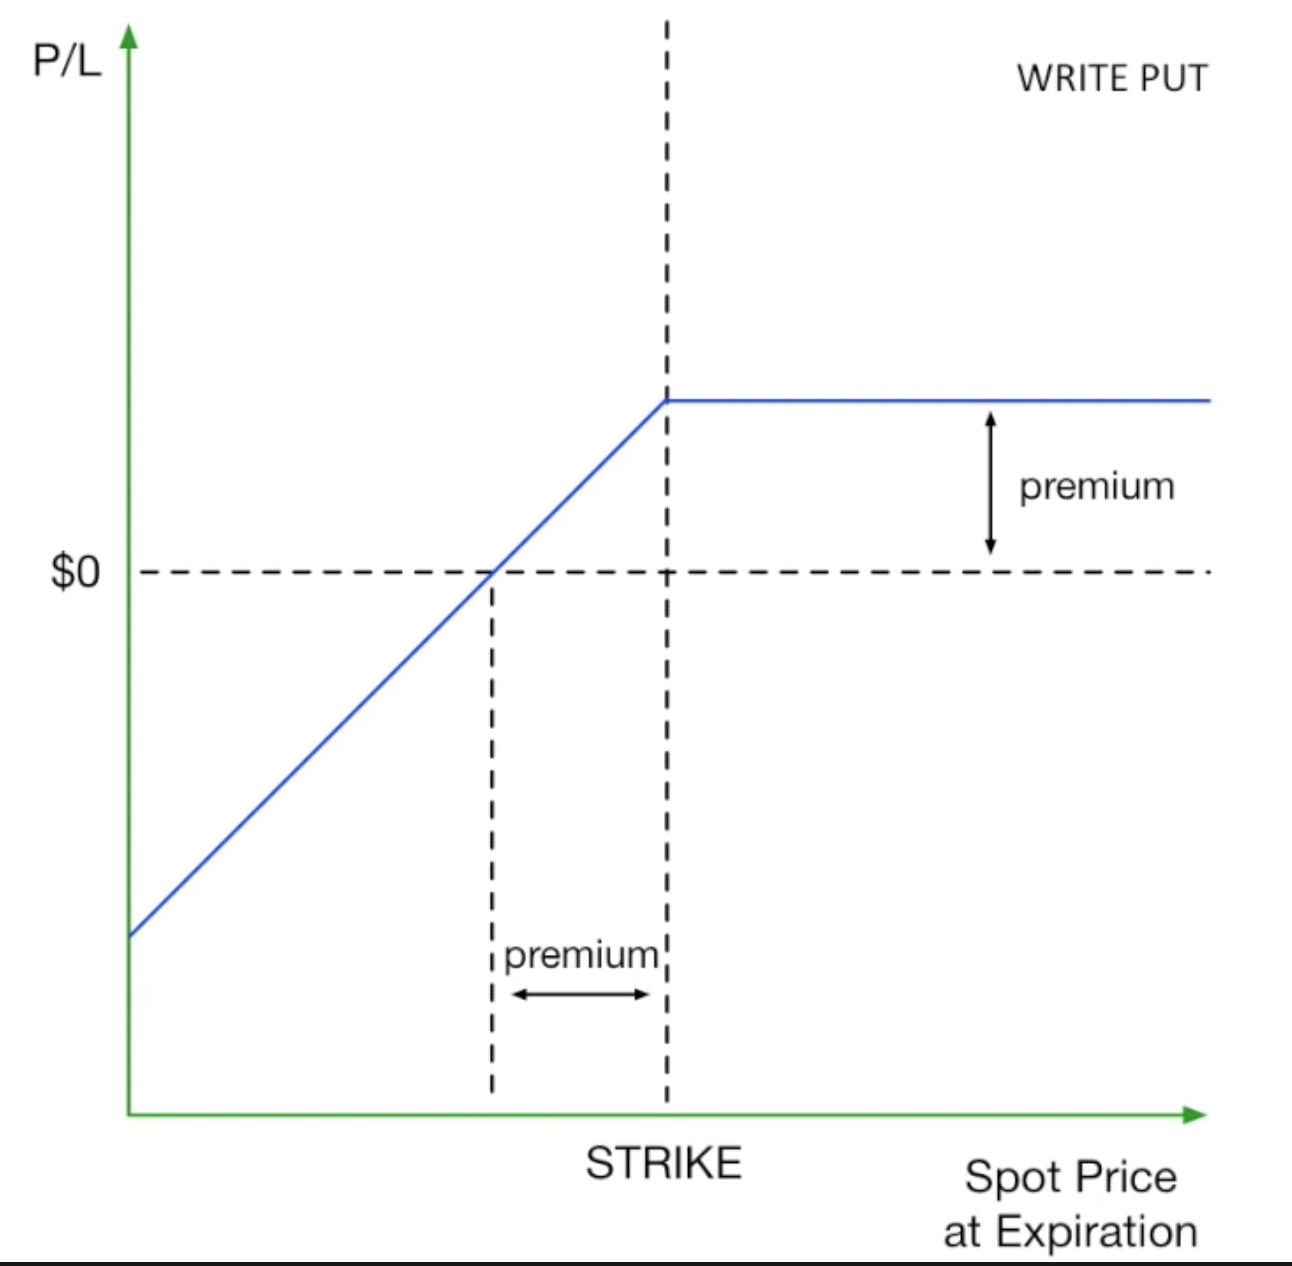 P/L
WRITE PUT
premium
$0
premium
STRIKE
Spot Price
at Expiration